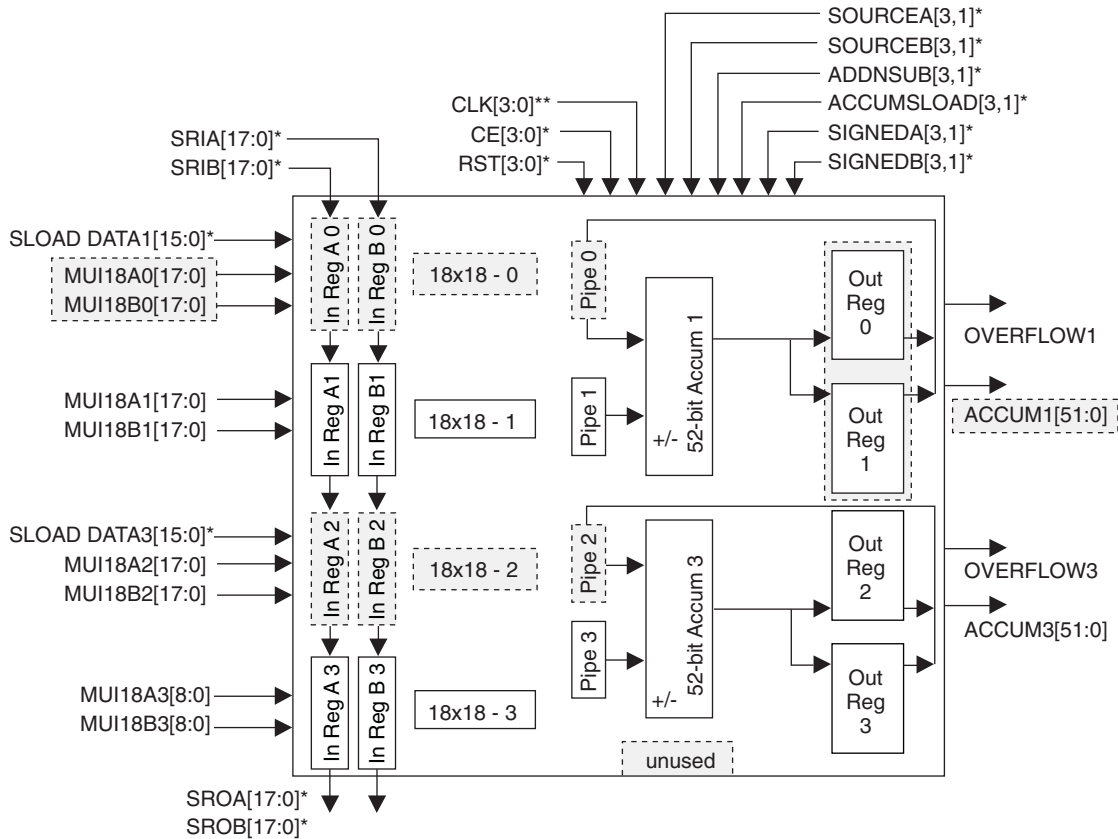 SOURCEA[3,1]*
SOURCEB[3,1]*
ADDNSUB[3,1]*
CLK[3:0]**
ACCUMSLOAD[3,1]*
CE[3:0]*
SIGNEDA[3,1]*
RST[3:0]*
SIGNEDB[3,1]*
SRIA[17:0]*
SRIB[17:0]*
SLOAD DATA1[15:0]*
MUI18A0[17:0]
MUI18B0[17:0]
In Reg A 0
In Reg B 0
18x18 - 0
Pipe 0
52-bit Accum 1
+/-
Out
Reg
0
OVERFLOW1
MUI18A1[17:0]
MUI18B1[17:0]
In Reg A1
In Reg B1
18x18 - 1
Pipe 1
Out
Reg
1
ACCUM1[51:0]
SLOAD DATA3[15:0]*
MUI18A2[17:0]
MUI18B2[17:0]
In Reg A 2
In Reg B 2
18x18 - 2
Pipe 2
52-bit Accum 3
+/-
Out
Reg
2
OVERFLOW3
ACCUM3[51:0]
MUI18A3[8:0]
MUI18B3[8:0]
In Reg A 3
In Reg B 3
18x18 - 3
Pipe 3
Out
Reg
3
unused
SROA[17:0]*
SROB[17:0]*